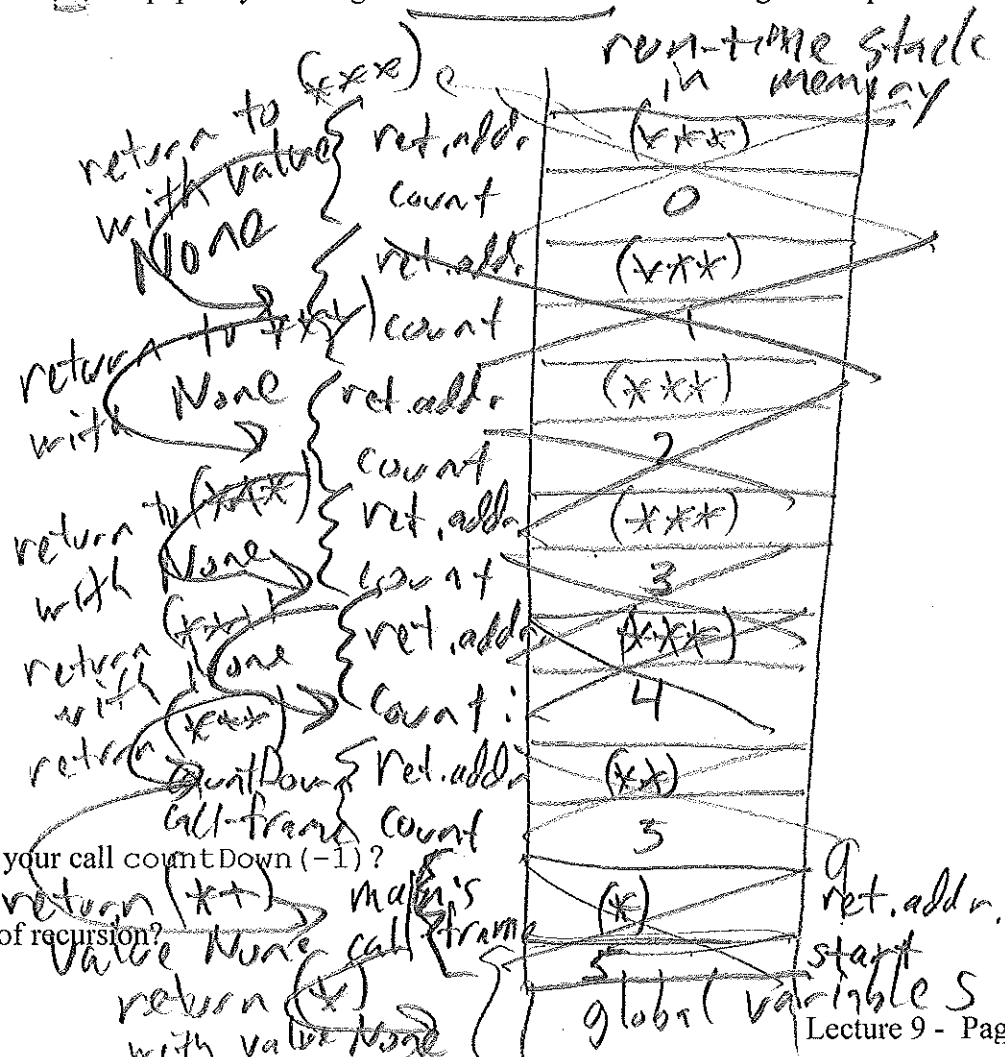 run-time stack
in memory
return to (***)
with value
None
ret.addr (***)
count 0
ret.addr. (***)
count 1
return to (***)
with None
ret.addr. (***)
count 2
return to (***)
with None
ret.addr. (***)
count 3
return (***)
with None
ret.addr. (***)
count: 4
return (***)
countDown
call-frame
ret.addr (**)
count 5
your call countDown(-1)?
return (**)
value None
main's
call frame
(*) ret.addr.
5 start
of recursion?
return (*)
with value None
global variables
Lecture 9 - Pag